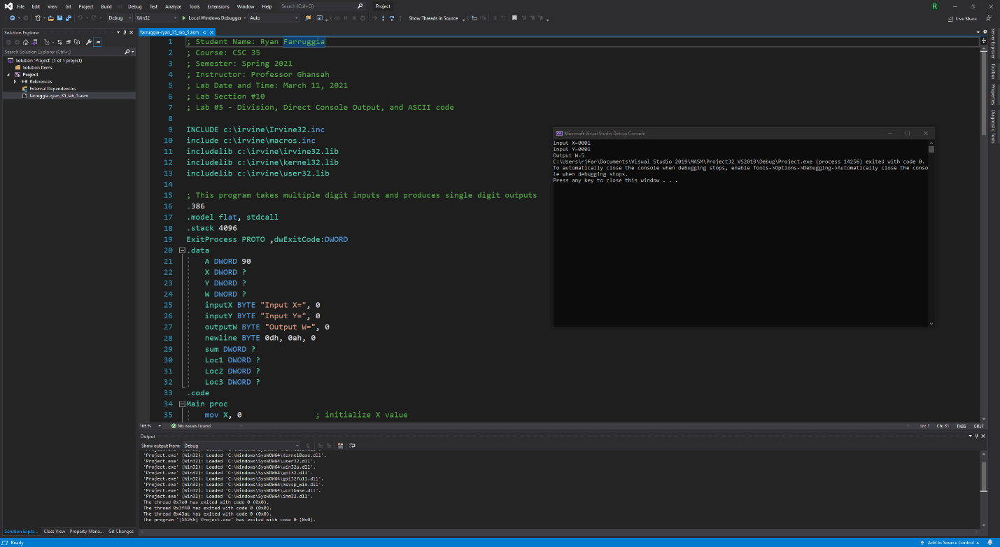 File Edit View Git Project Build Debug Test Analyze Tools Extensions Window Help Search (Ctrl+Q) Project R
Debug Win32 Local Windows Debugger Auto Show Threads in Source Live Share
Solution Explorer
Search Solution Explorer (Ctrl+;)
Solution 'Project' (1 of 1 project)
Solution Items
Project
References
External Dependencies
farruggia-ryan_35_lab_5.asm
farruggia-ryan_35_lab_5.asm
1 ; Student Name: Ryan Farruggia
2 ; Course: CSC 35
3 ; Semester: Spring 2021
4 ; Instructor: Professor Ghansah
5 ; Lab Date and Time: March 11, 2021
6 ; Lab Section #10
7 ; Lab #5 - Division, Direct Console Output, and ASCII code
8
9 INCLUDE c:\irvine\Irvine32.inc
10 include c:\irvine\macros.inc
11 includelib c:\irvine\irvine32.lib
12 includelib c:\irvine\kernel32.lib
13 includelib c:\irvine\user32.lib
14
15 ; This program takes multiple digit inputs and produces single digit outputs
16 .386
17 .model flat, stdcall
18 .stack 4096
19 ExitProcess PROTO ,dwExitCode:DWORD
20 .data
21 A DWORD 90
22 X DWORD ?
23 Y DWORD ?
24 W DWORD ?
25 inputX BYTE "Input X=", 0
26 inputY BYTE "Input Y=", 0
27 outputW BYTE "Output W=", 0
28 newline BYTE 0dh, 0ah, 0
29 sum DWORD ?
30 Loc1 DWORD ?
31 Loc2 DWORD ?
32 Loc3 DWORD ?
33 .code
34 Main proc
35 mov X, 0 ; initialize X value
Microsoft Visual Studio Debug Console
Input X=0001
Input Y=0001
Output W=5
C:\Users\rjfar\Documents\Visual Studio 2019\MASM\Project32_VS2019\Debug\Project.exe (process 14256) exited with code 0.
To automatically close the console when debugging stops, enable Tools->Options->Debugging->Automatically close the conso
le when debugging stops.
Press any key to close this window . . .
Server Explorer
Toolbox
Properties
Diagnostic Tools
165 % No issues found Ln: 1 Ch: 31 TABS CRLF
Output
Show output from: Debug
'Project.exe' (Win32): Loaded 'C:\Windows\SysWOW64\KernelBase.dll'.
'Project.exe' (Win32): Loaded 'C:\Windows\SysWOW64\user32.dll'.
'Project.exe' (Win32): Loaded 'C:\Windows\SysWOW64\win32u.dll'.
'Project.exe' (Win32): Loaded 'C:\Windows\SysWOW64\gdi32.dll'.
'Project.exe' (Win32): Loaded 'C:\Windows\SysWOW64\gdi32full.dll'.
'Project.exe' (Win32): Loaded 'C:\Windows\SysWOW64\msvcp_win.dll'.
'Project.exe' (Win32): Loaded 'C:\Windows\SysWOW64\ucrtbase.dll'.
'Project.exe' (Win32): Loaded 'C:\Windows\SysWOW64\imm32.dll'.
The thread 0x7e0 has exited with code 0 (0x0).
The thread 0x3f40 has exited with code 0 (0x0).
The thread 0x43ac has exited with code 0 (0x0).
The program '[14256] Project.exe' has exited with code 0 (0x0).
Solution Explo... Class View Property Mana... Git Changes
Ready Add to Source Control